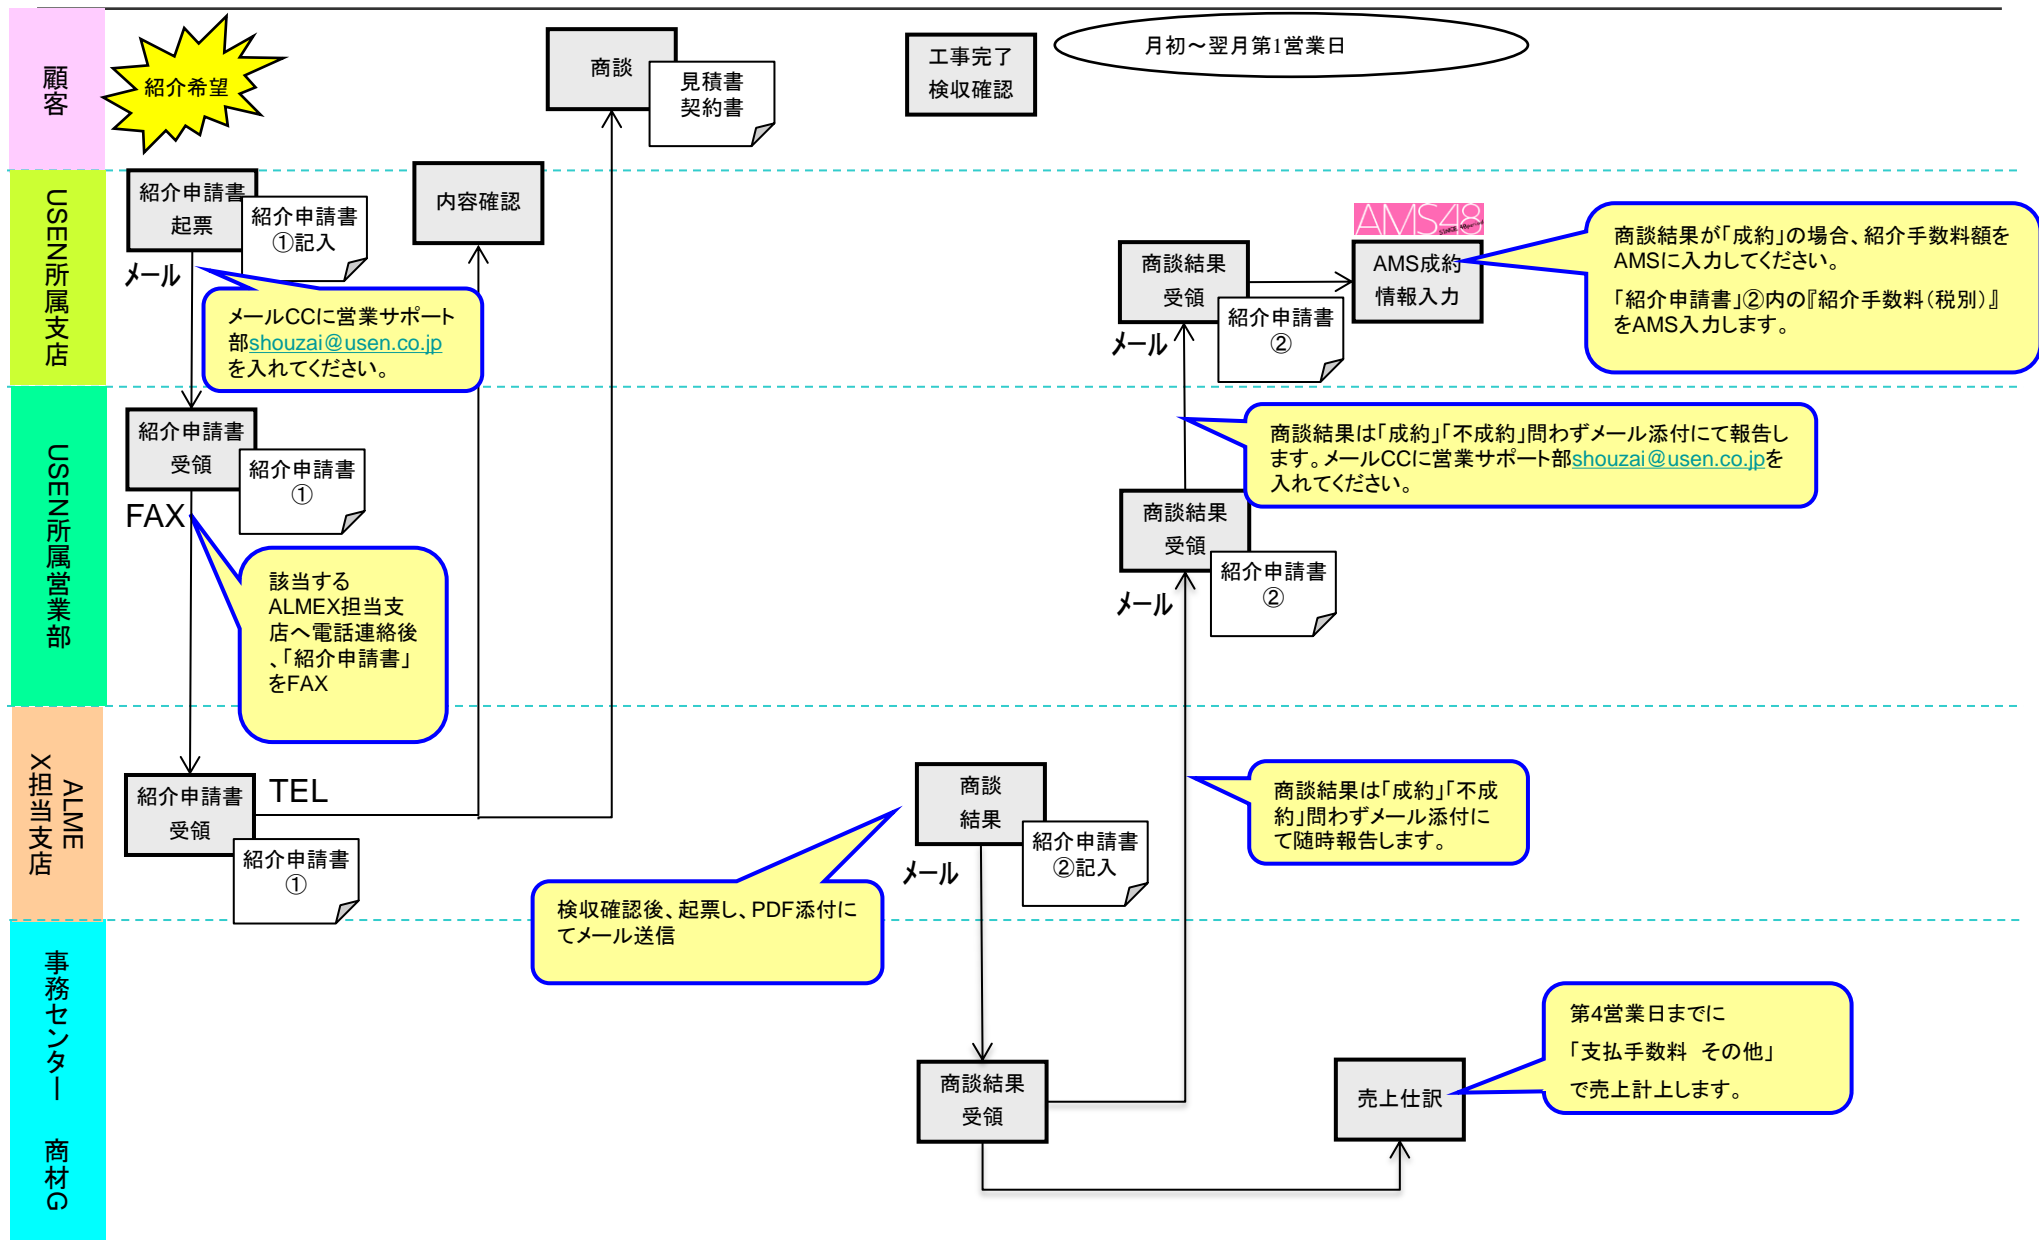 顧客
紹介希望
商談
見積書
契約書
工事完了
検収確認
月初～翌月第1営業日
USEN所属支店
紹介申請書
起票
紹介申請書
①記入
メール
メールCCに営業サポート
部shouzai@usen.co.jp
を入れてください。
内容確認
商談結果
受領
紹介申請書
②
メール
AMS48
AMS成約
情報入力
商談結果が「成約」の場合、紹介手数料額を
AMSに入力してください。
「紹介申請書」②内の『紹介手数料（税別）』
をAMS入力します。
USEN所属営業部
紹介申請書
受領
紹介申請書
①
FAX
該当する
ALMEX担当支
店へ電話連絡後
、「紹介申請書」
をFAX
商談結果は「成約」「不成約」問わずメール添付にて報告し
ます。メールCCに営業サポート部shouzai@usen.co.jpを
入れてください。
商談結果
受領
紹介申請書
②
メール
ALME
X担当支店
紹介申請書
受領
紹介申請書
①
TEL
商談
結果
紹介申請書
②記入
メール
商談結果は「成約」「不成
約」問わずメール添付に
て随時報告します。
検収確認後、起票し、PDF添付に
てメール送信
事務センター　商材G
商談結果
受領
売上仕訳
第4営業日までに
「支払手数料　その他」
で売上計上します。